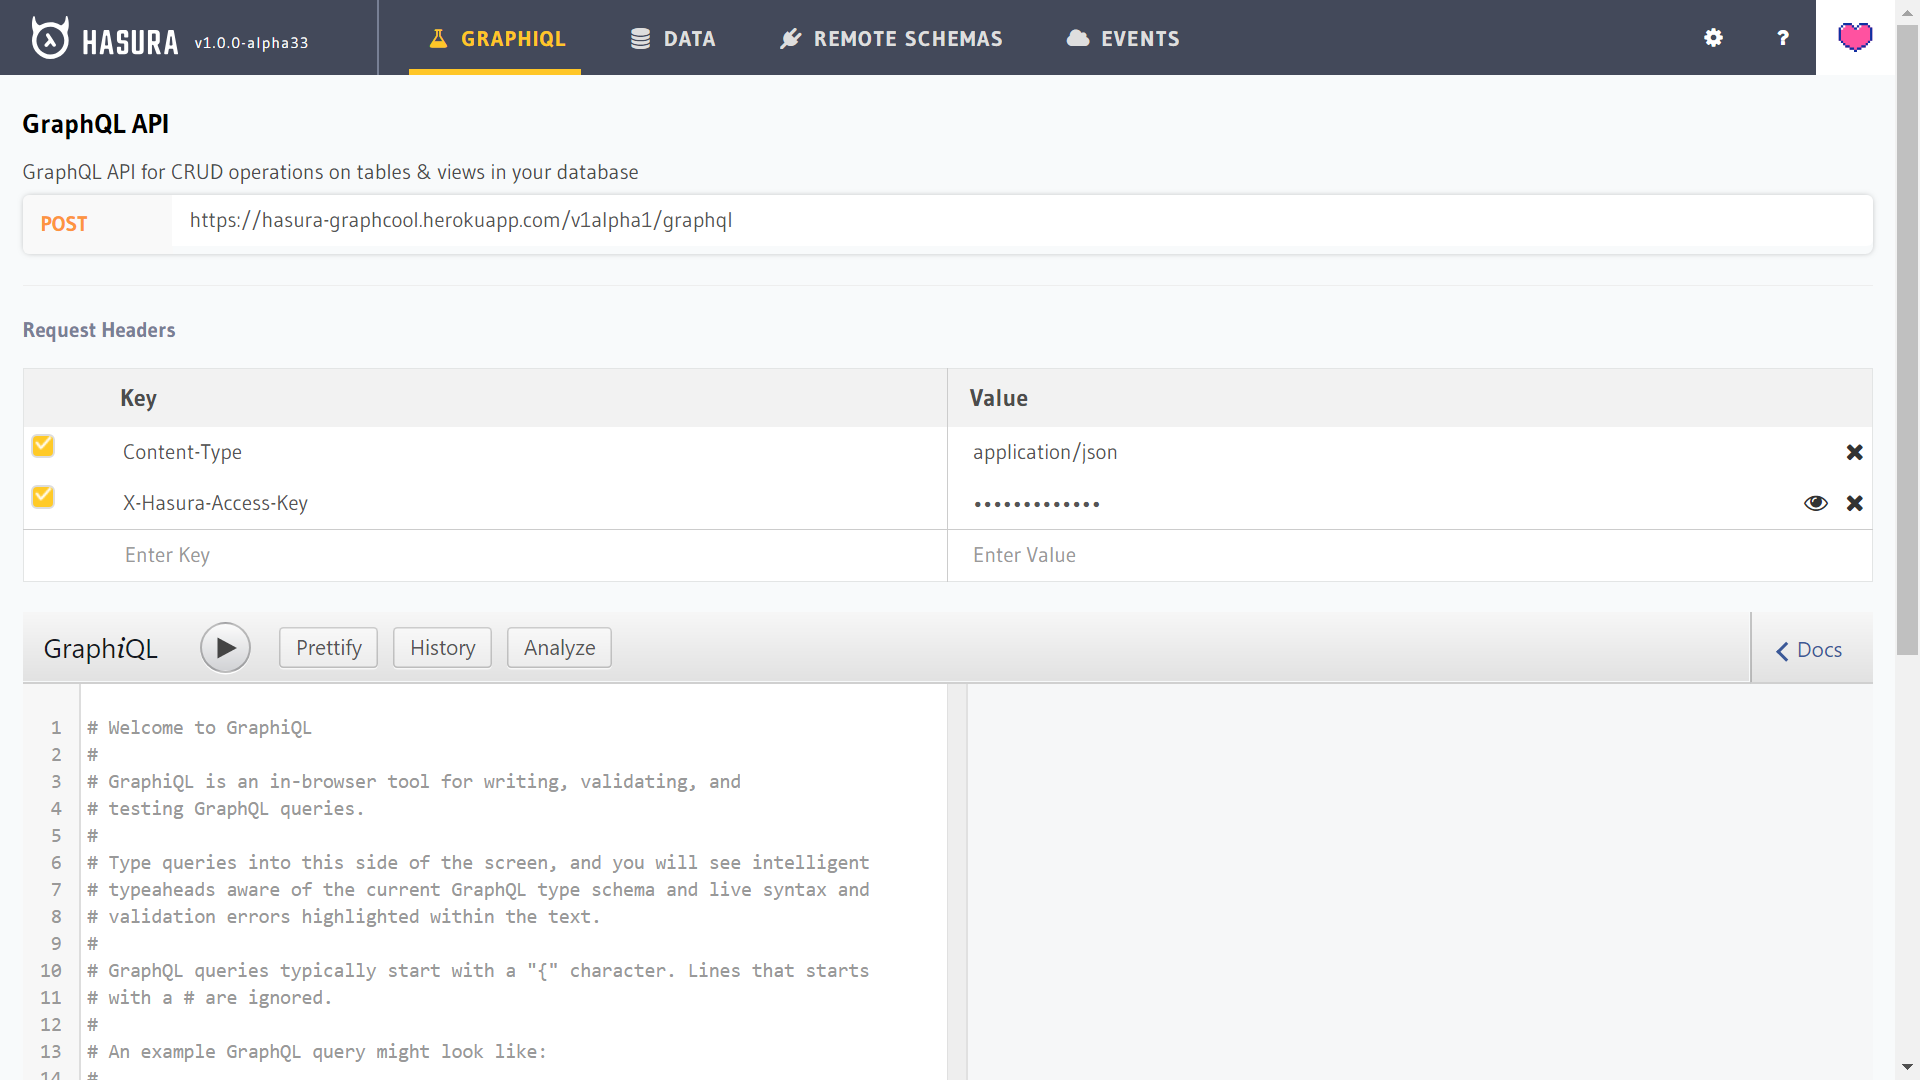 HASURA v1.0.0-alpha33 GRAPHIQL DATA REMOTE SCHEMAS EVENTS ?
GraphQL API
GraphQL API for CRUD operations on tables & views in your database
POST https://hasura-graphcool.herokuapp.com/v1alpha1/graphql
Request Headers
Key Value
Content-Type application/json
X-Hasura-Access-Key •••••••••••••
Enter Key Enter Value
GraphiQL Prettify History Analyze Docs
1 # Welcome to GraphiQL
2 #
3 # GraphiQL is an in-browser tool for writing, validating, and
4 # testing GraphQL queries.
5 #
6 # Type queries into this side of the screen, and you will see intelligent
7 # typeaheads aware of the current GraphQL type schema and live syntax and
8 # validation errors highlighted within the text.
9 #
10 # GraphQL queries typically start with a "{" character. Lines that starts
11 # with a # are ignored.
12 #
13 # An example GraphQL query might look like:
14 #